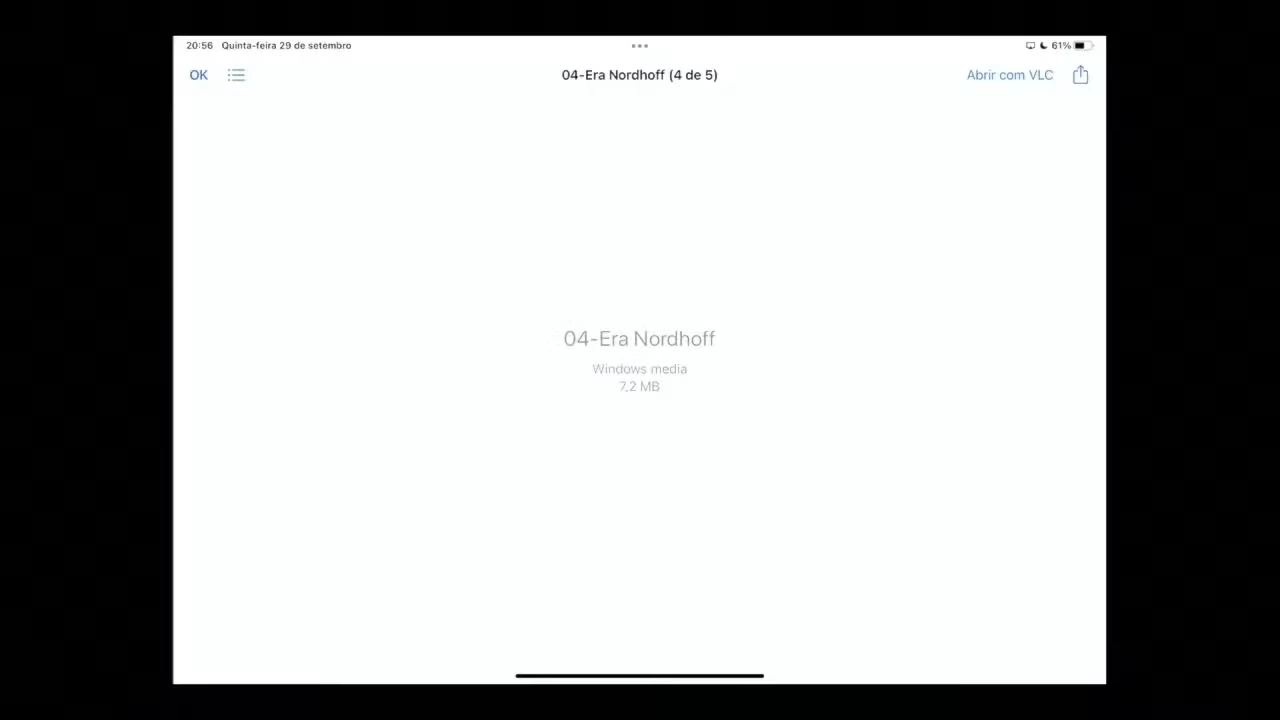 20:56 Quinta-feira 29 de setembro
61%
OK
04-Era Nordhoff (4 de 5)
Abrir com VLC
04-Era Nordhoff
Windows media
7,2 MB